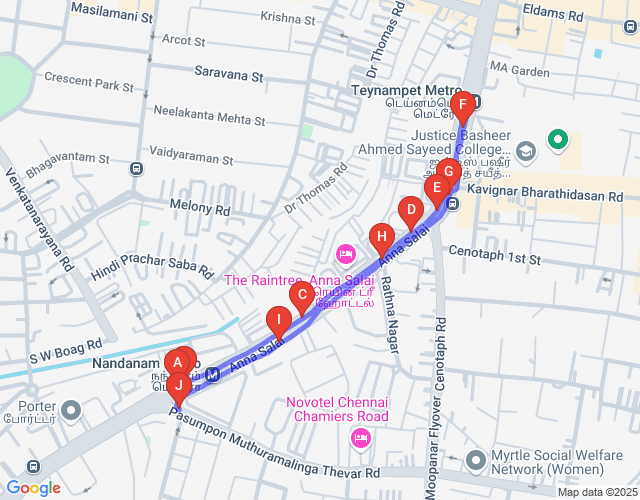 Masilamani St
Krishna St
Eldams Rd
Arcot St
Dr Thomas Rd
Saravana St
MA Garden
Crescent Park St
Teynampet Metro
டெய்னம்பே
மெட்ரோ
F
Neelakanta Mehta St
Justice Basheer
Ahmed Sayeed College...
Vaidyaraman St
Bhagavantam St
Dr Thomas Rd
G
E
Kavignar Bharathidasan Rd
Venkatanarayana Rd
Melony Rd
D
H
Anna Salai
Cenotaph 1st St
Hindi Prachar Saba Rd
The Raintree, Anna Salai
ஹோட்டல்
C
Rathna Nagar
I
Anna Salai
S W Boag Rd
Nandanam
A
M
J
Cenotaph Rd
Moopanar Flyover
Porter
போர்ட்டர்
Novotel Chennai
Chamiers Road
Pasumpon Muthuramalinga Thevar Rd
Myrtle Social Welfare
Network (Women)
Google
Map data ©2025